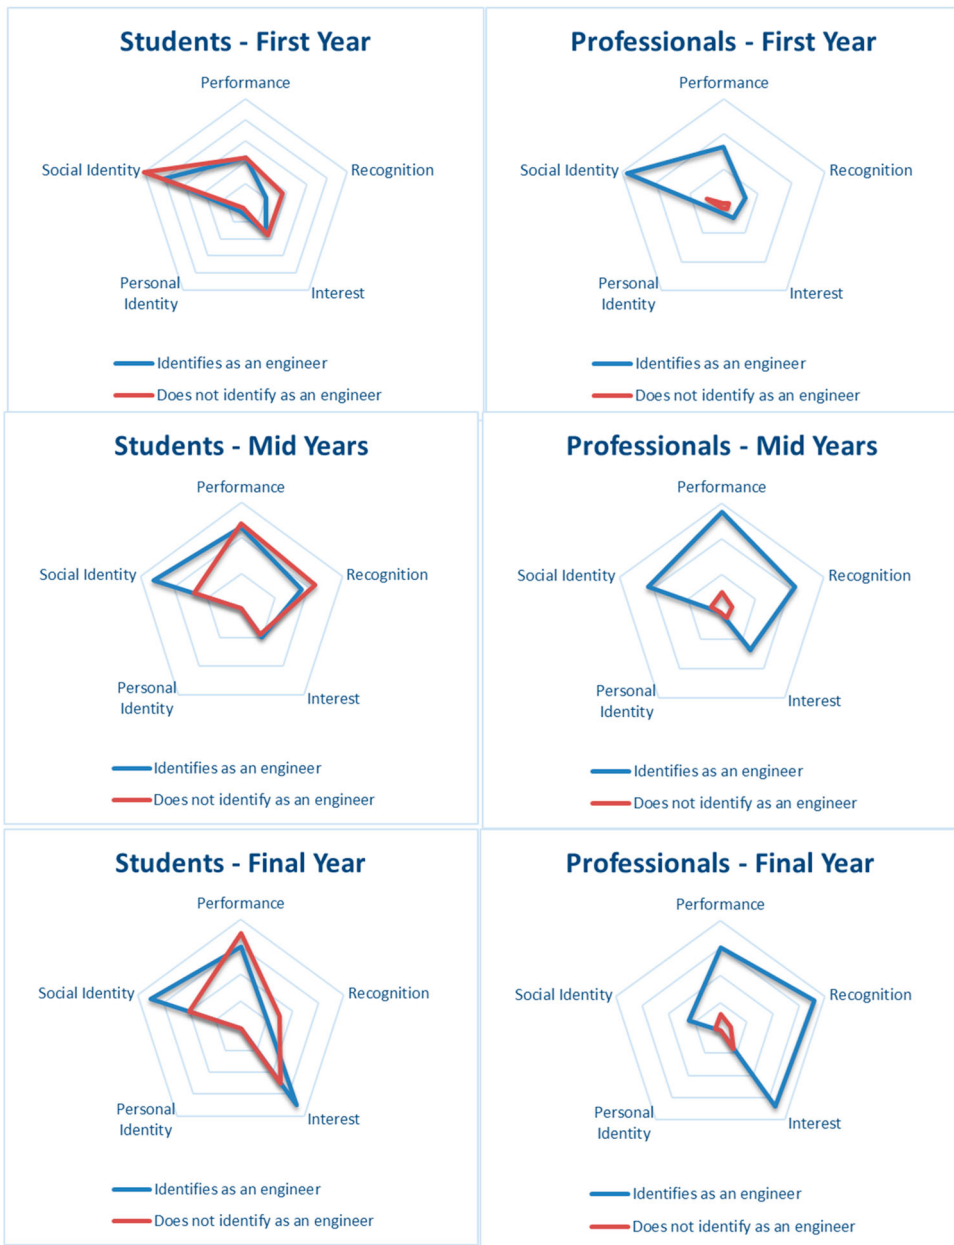 Students - First Year
Performance
Social Identity
Recognition
Personal
Identity
Interest
Identifies as an engineer
Does not identify as an engineer
Professionals - First Year
Performance
Social Identity
Recognition
Personal
Identity
Interest
Identifies as an engineer
Does not identify as an engineer
Students - Mid Years
Performance
Social Identity
Recognition
Personal
Identity
Interest
Identifies as an engineer
Does not identify as an engineer
Professionals - Mid Years
Performance
Social Identity
Recognition
Personal
Identity
Interest
Identifies as an engineer
Does not identify as an engineer
Students - Final Year
Performance
Social Identity
Recognition
Personal
Identity
Interest
Identifies as an engineer
Does not identify as an engineer
Professionals - Final Year
Performance
Social Identity
Recognition
Personal
Identity
Interest
Identifies as an engineer
Does not identify as an engineer